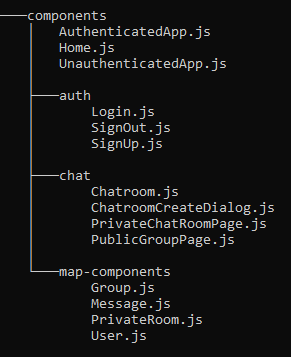 components
AuthenticatedApp.js
Home.js
UnauthenticatedApp.js
auth
Login.js
SignOut.js
SignUp.js
chat
Chatroom.js
ChatroomCreateDialog.js
PrivateChatRoomPage.js
PublicGroupPage.js
map-components
Group.js
Message.js
PrivateRoom.js
User.js